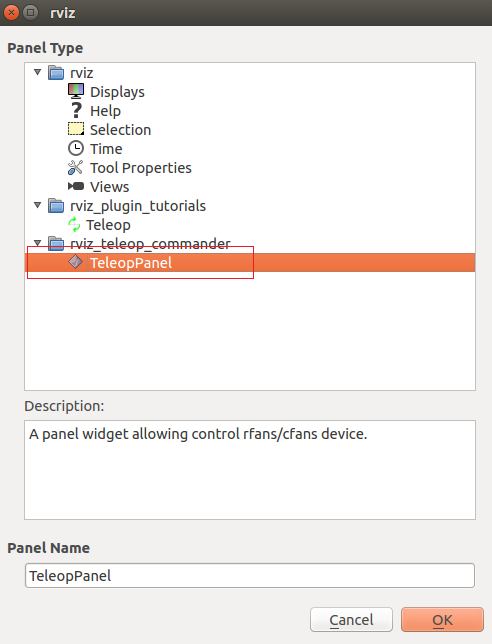 rviz
Panel Type
rviz
Displays
Help
Selection
Time
Tool Properties
Views
rviz_plugin_tutorials
Teleop
rviz_teleop_commander
TeleopPanel
Description:
A panel widget allowing control rfans/cfans device.
Panel Name
TeleopPanel
Cancel OK